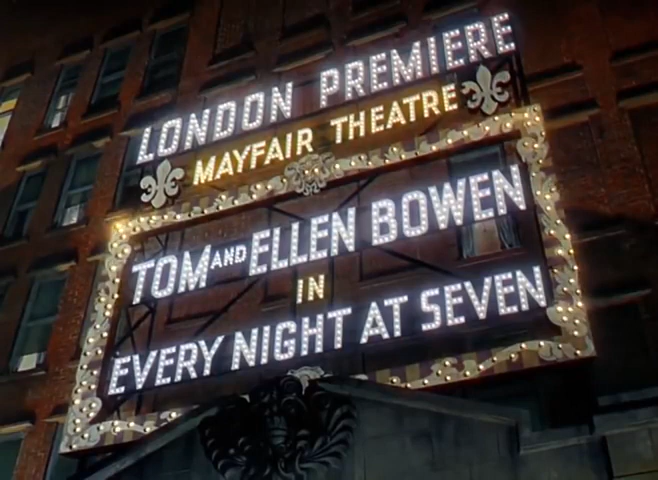 LONDON PREMIERE
MAYFAIR THEATRE
TOM AND ELLEN BOWEN
IN
EVERY NIGHT AT SEVEN